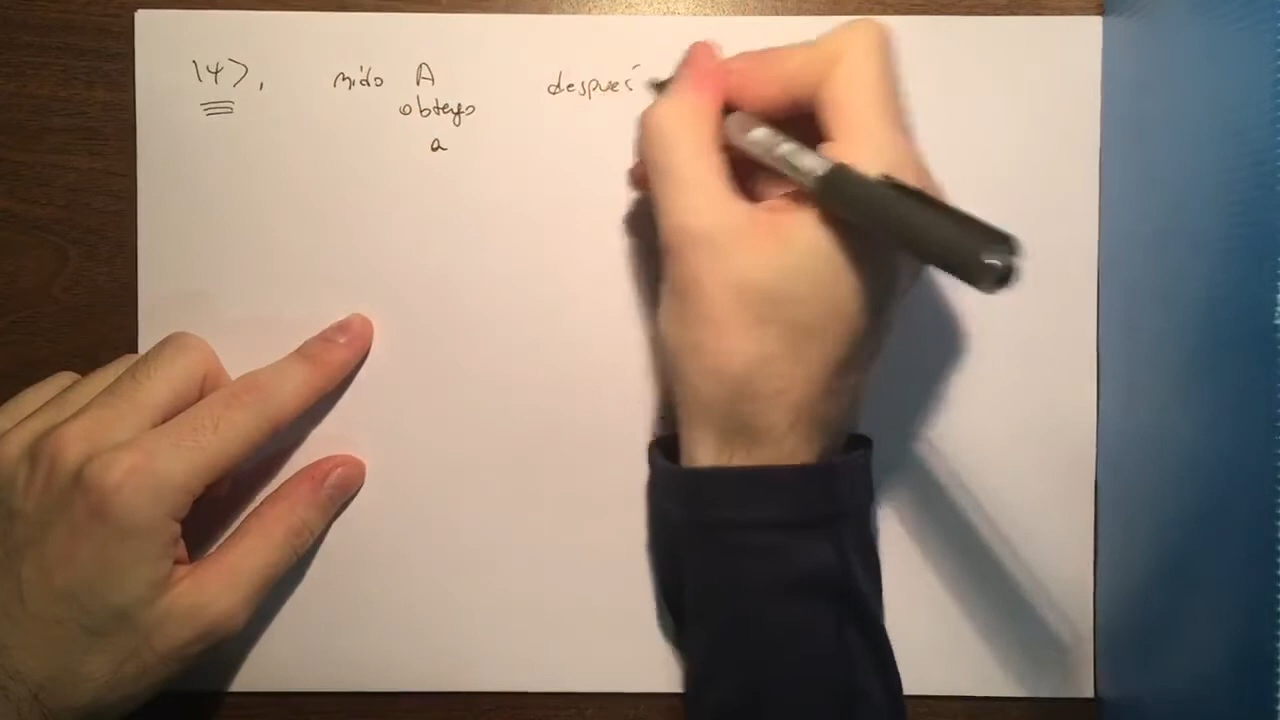 |ψ⟩, mido A después
obtengo
a